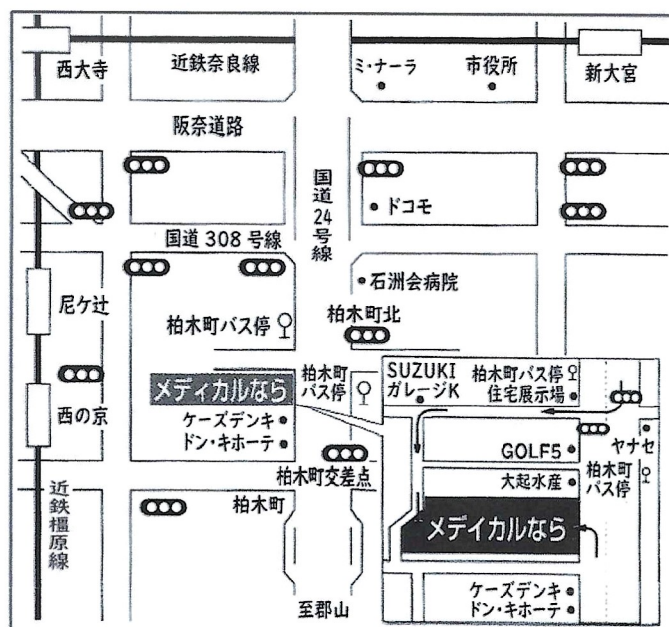 西大寺
近鉄奈良線
ミ・ナーラ
市役所
新大宮
阪奈道路
国道24号線
ドコモ
国道 308 号線
石洲会病院
尼ケ辻
柏木町バス停
柏木町北
メディカルなら
柏木町
バス停
ケーズデンキ
ドン・キホーテ
西の京
柏木町交差点
近鉄橿原線
柏木町
至郡山
SUZUKI
ガレージK
柏木町バス停
住宅展示場
GOLF5
ヤナセ
大起水産
柏木町
バス停
メデイカルなら
ケーズデンキ
ドン・キホーテ